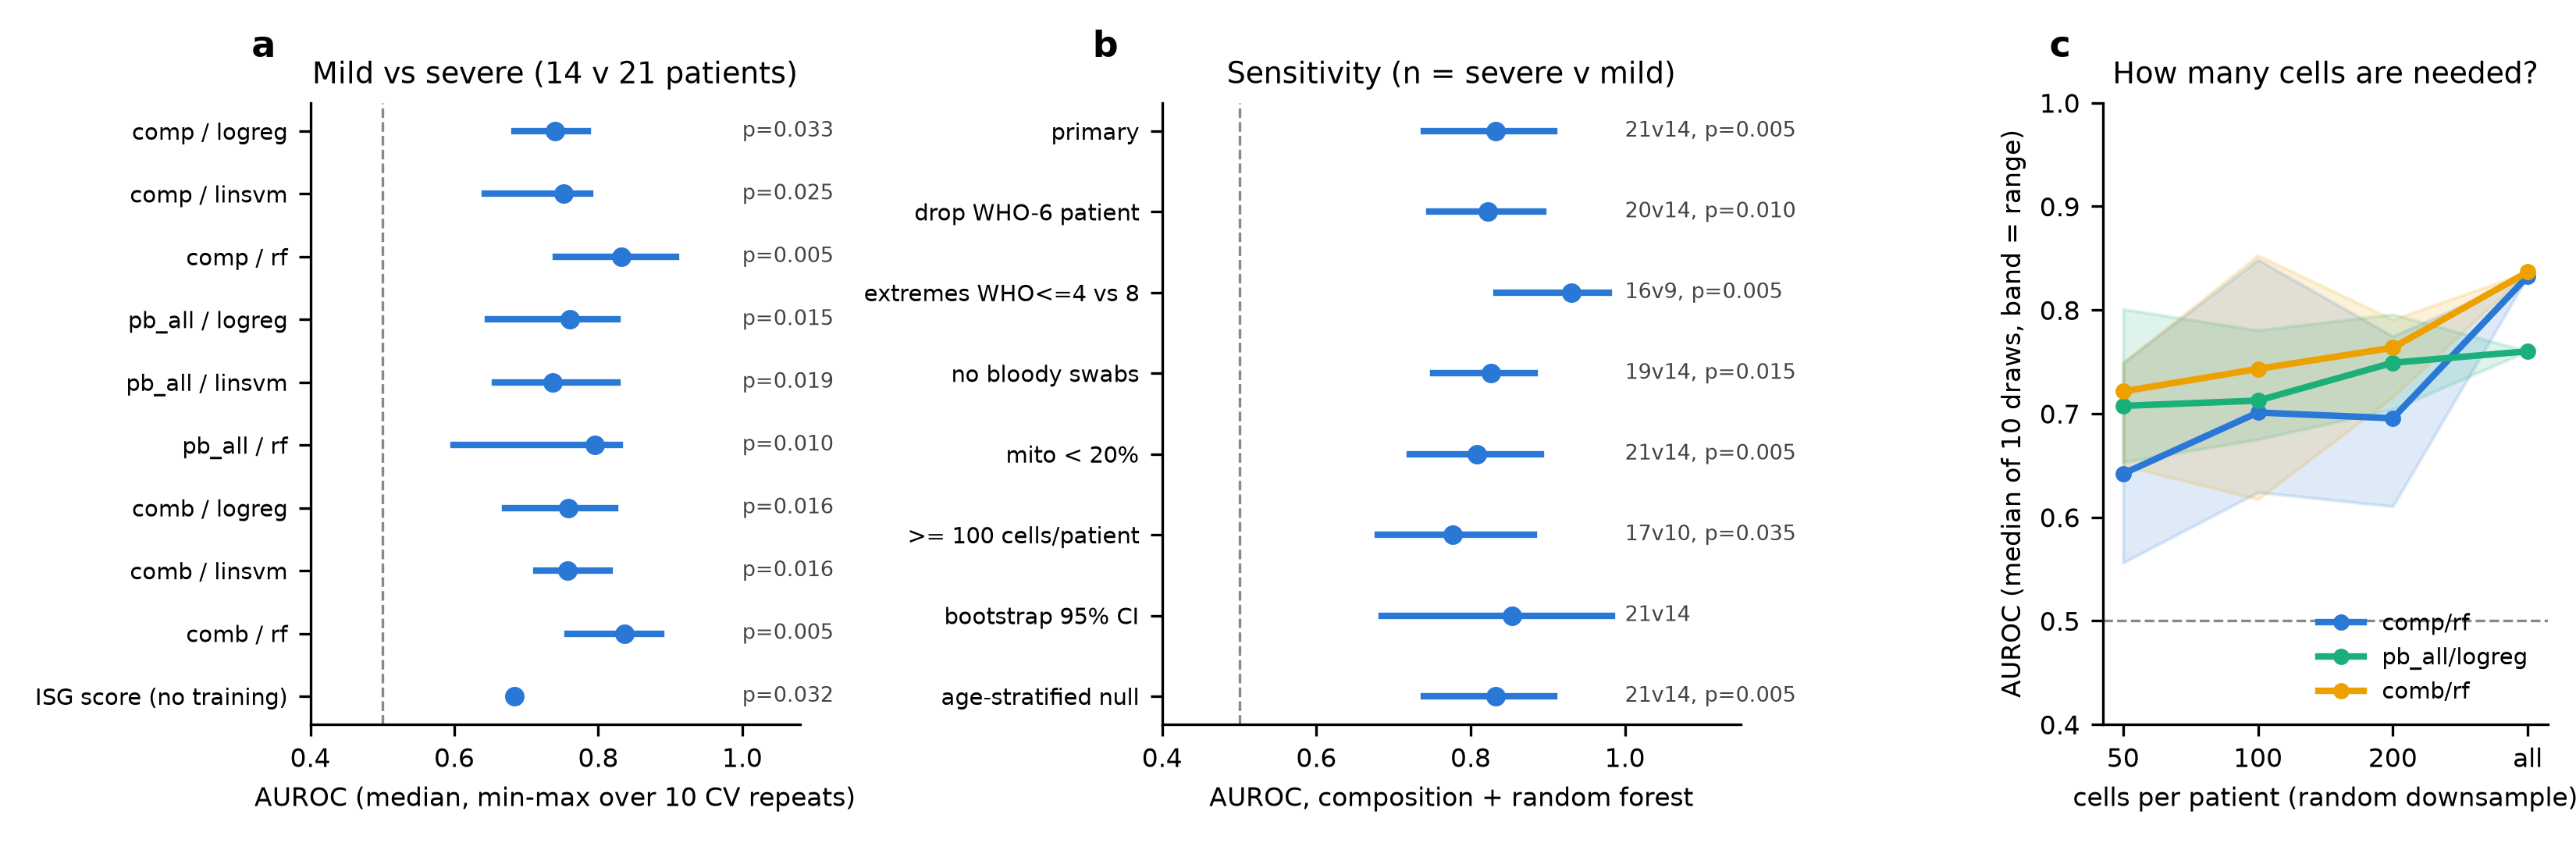 a
Mild vs severe (14 v 21 patients)
comp / logreg
p=0.033
comp / linsvm
p=0.025
comp / rf
p=0.005
pb_all / logreg
p=0.015
pb_all / linsvm
p=0.019
pb_all / rf
p=0.010
comb / logreg
p=0.016
comb / linsvm
p=0.016
comb / rf
p=0.005
ISG score (no training)
p=0.032
0.4 0.6 0.8 1.0
AUROC (median, min-max over 10 CV repeats)
b
Sensitivity (n = severe v mild)
primary
21v14, p=0.005
drop WHO-6 patient
20v14, p=0.010
extremes WHO<=4 vs 8
16v9, p=0.005
no bloody swabs
19v14, p=0.015
mito < 20%
21v14, p=0.005
>= 100 cells/patient
17v10, p=0.035
bootstrap 95% CI
21v14
age-stratified null
21v14, p=0.005
0.4 0.6 0.8 1.0
AUROC, composition + random forest
c
How many cells are needed?
AUROC (median of 10 draws, band = range)
1.0
0.9
0.8
0.7
0.6
0.5
0.4
comp/rf
pb_all/logreg
comb/rf
50 100 200 all
cells per patient (random downsample)